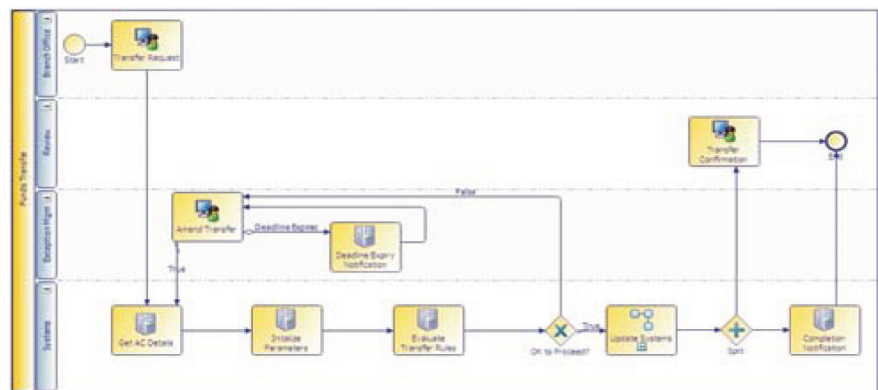 Funds Transfer
Branch Office
Start
Transfer Request
Review
Transfer
Confirmation
End
Exception Mgmt
False
Amend Transfer
Deadline Expires
Deadline Expiry
Notification
True
Systems
Get AC Details
Initialize
Parameters
Evaluate
Transfer Rules
OK to Proceed?
True
Update Systems
Split
Completion
Notification